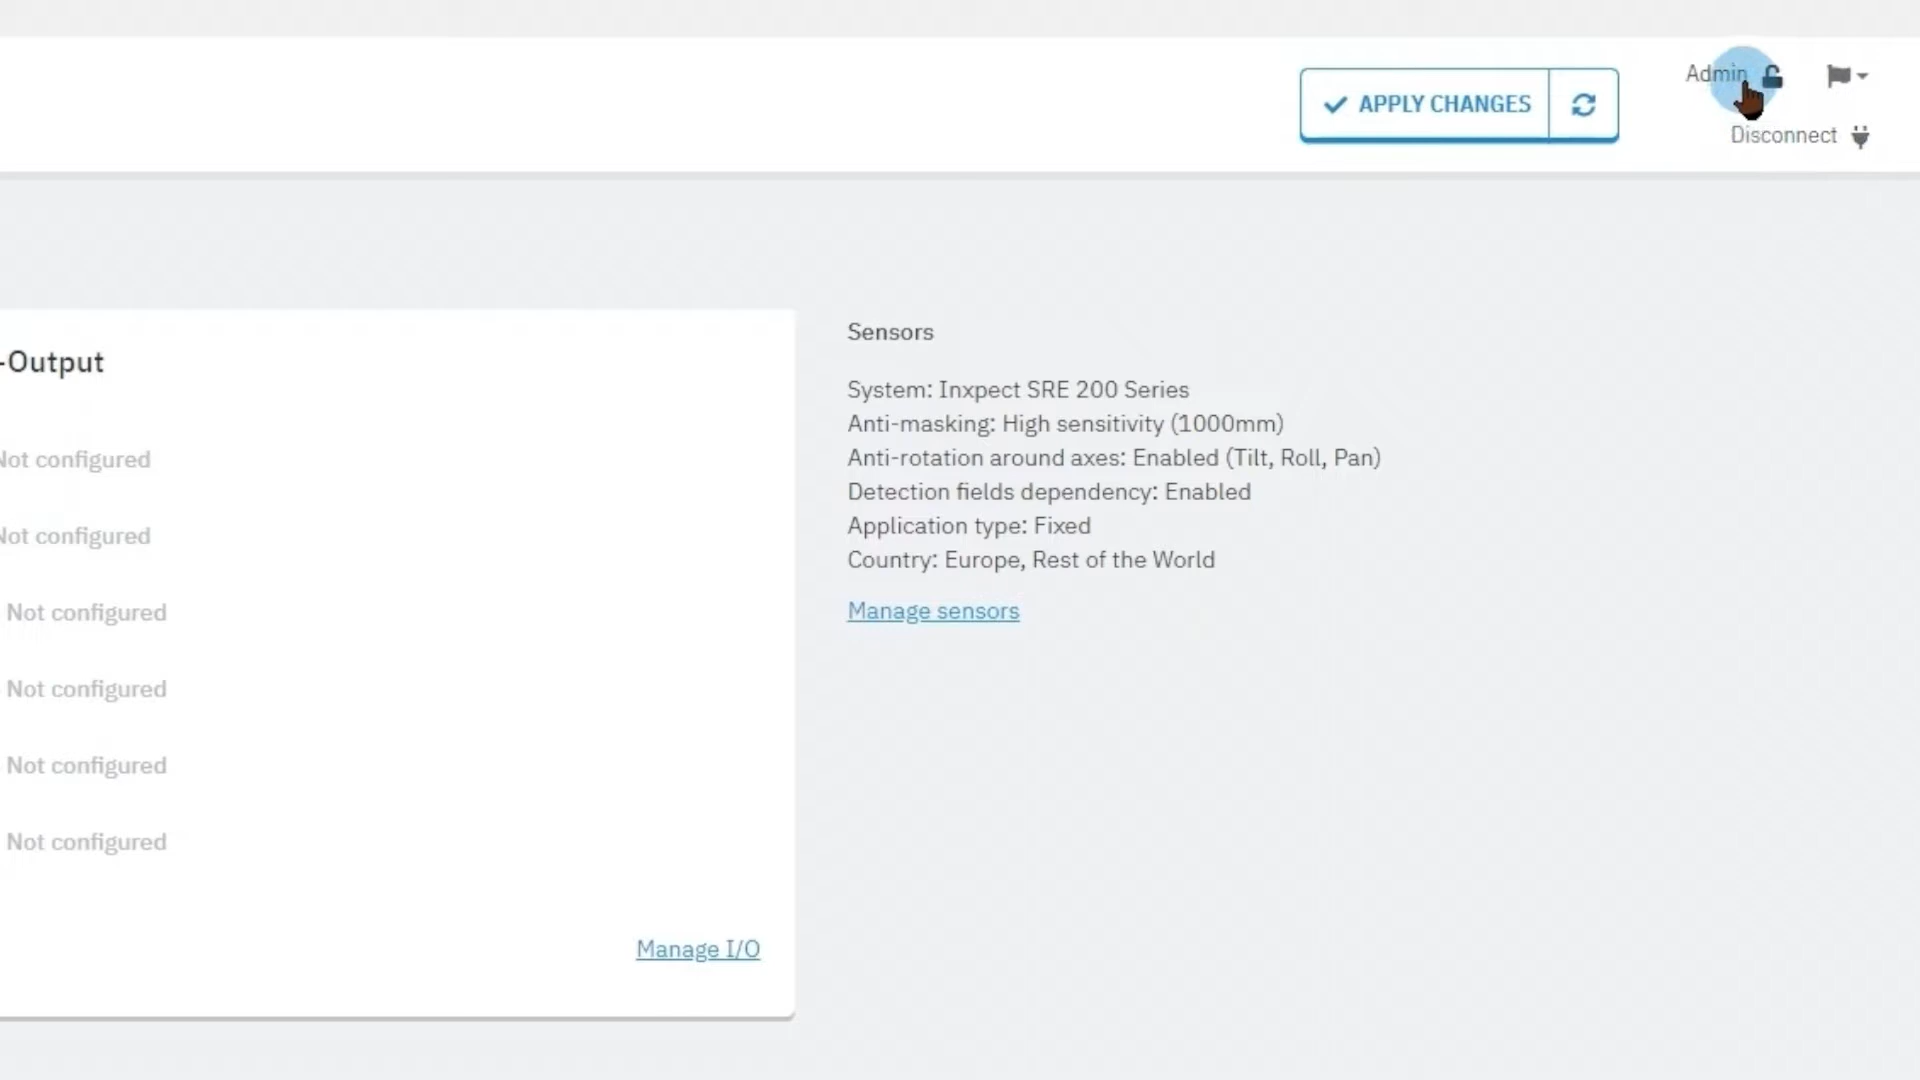 APPLY CHANGES
Admin
Disconnect
-Output
Not configured
Not configured
Not configured
Not configured
Not configured
Not configured
Manage I/O
Sensors
System: Inxpect SRE 200 Series
Anti-masking: High sensitivity (1000mm)
Anti-rotation around axes: Enabled (Tilt, Roll, Pan)
Detection fields dependency: Enabled
Application type: Fixed
Country: Europe, Rest of the World
Manage sensors